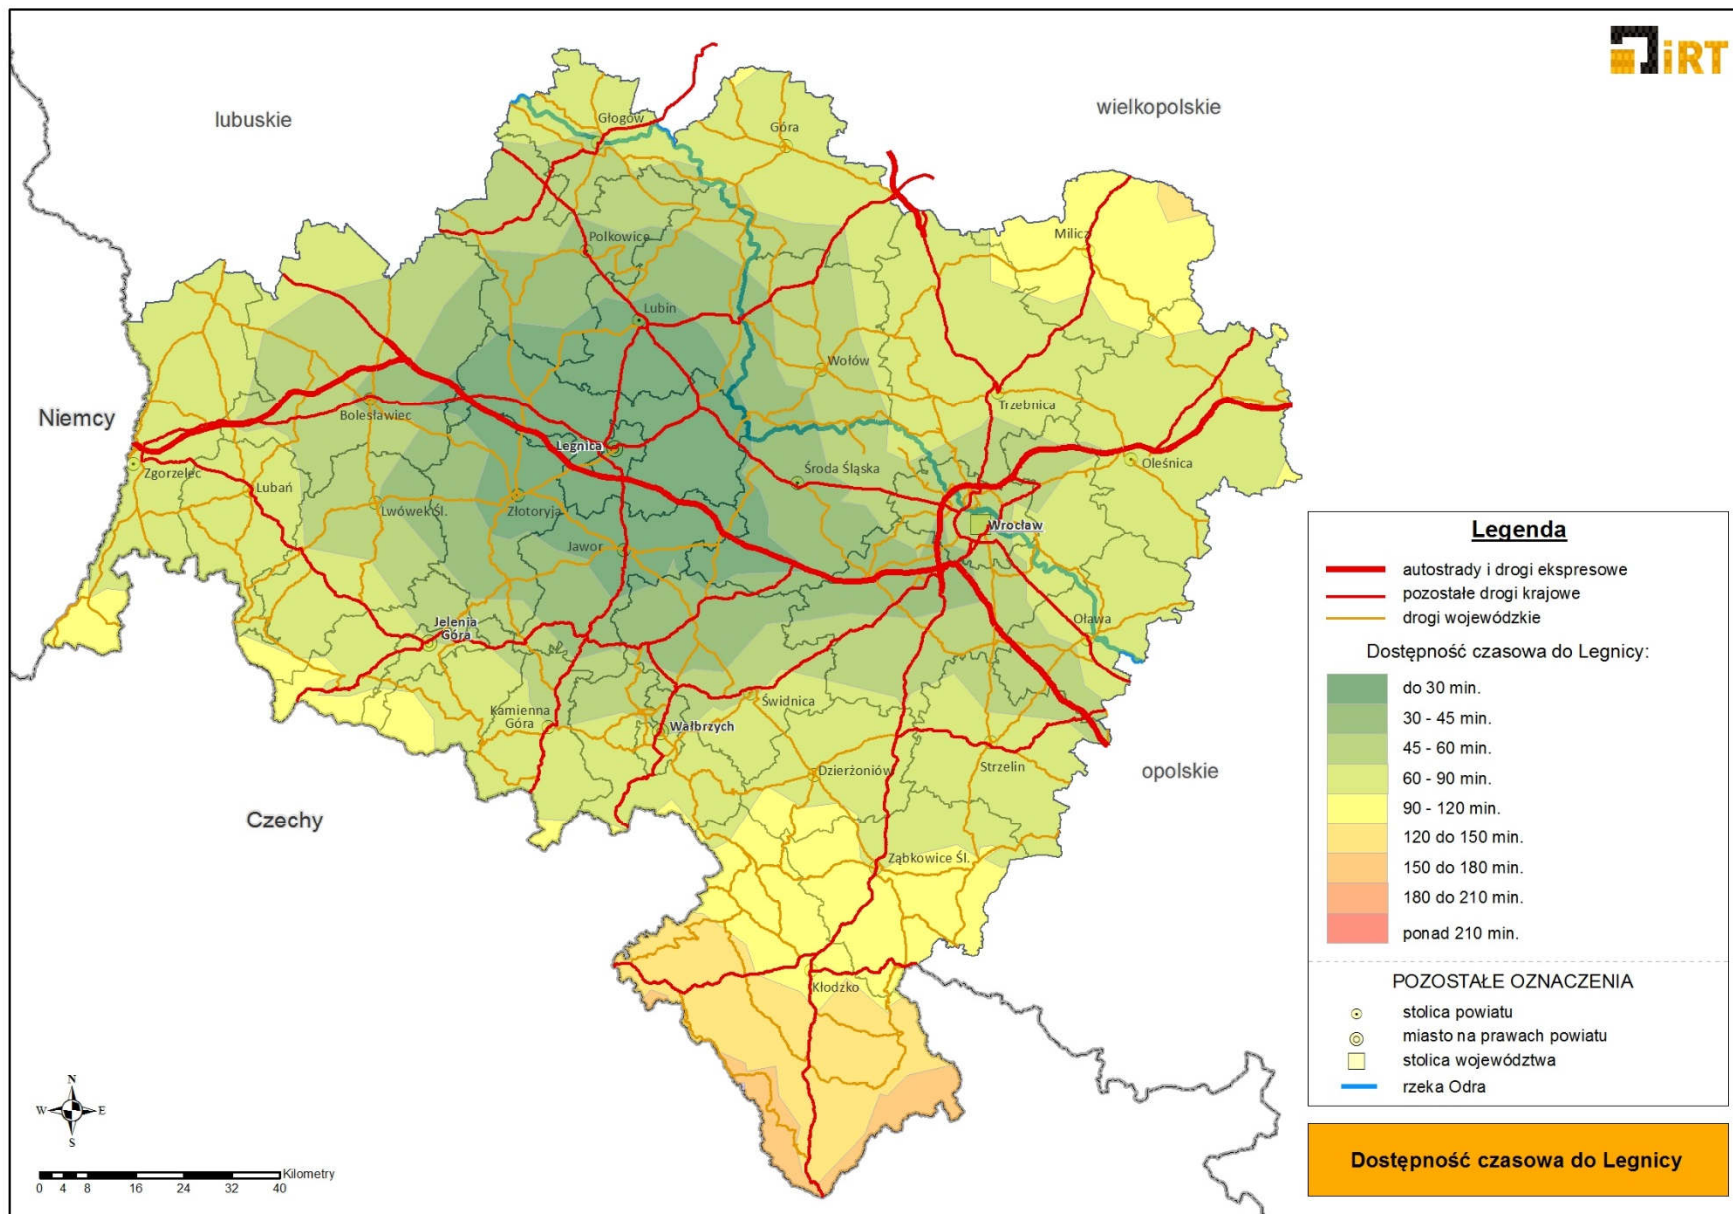 iRT
lubuskie
wielkopolskie
Głogów
Góra
Polkowice
Milicz
Lubin
Wołów
Trzebnica
Niemcy
Bolesławiec
Legnica
Zgorzelec
Lubań
Lwówek Śl.
Złotoryja
Środa Śląska
Oleśnica
Wrocław
Jawor
Jelenia
Góra
Oława
Kamienna
Góra
Wałbrzych
Świdnica
Dzierżoniów
Strzelin
opolskie
Czechy
Ząbkowice Śl.
Kłodzko
N
W
E
S
Kilometry
0 4 8 16 24 32 40
Legenda
autostrady i drogi ekspresowe
pozostałe drogi krajowe
drogi wojewódzkie
Dostępność czasowa do Legnicy:
do 30 min.
30 - 45 min.
45 - 60 min.
60 - 90 min.
90 - 120 min.
120 do 150 min.
150 do 180 min.
180 do 210 min.
ponad 210 min.
POZOSTAŁE OZNACZENIA
stolica powiatu
miasto na prawach powiatu
stolica województwa
rzeka Odra
Dostępność czasowa do Legnicy